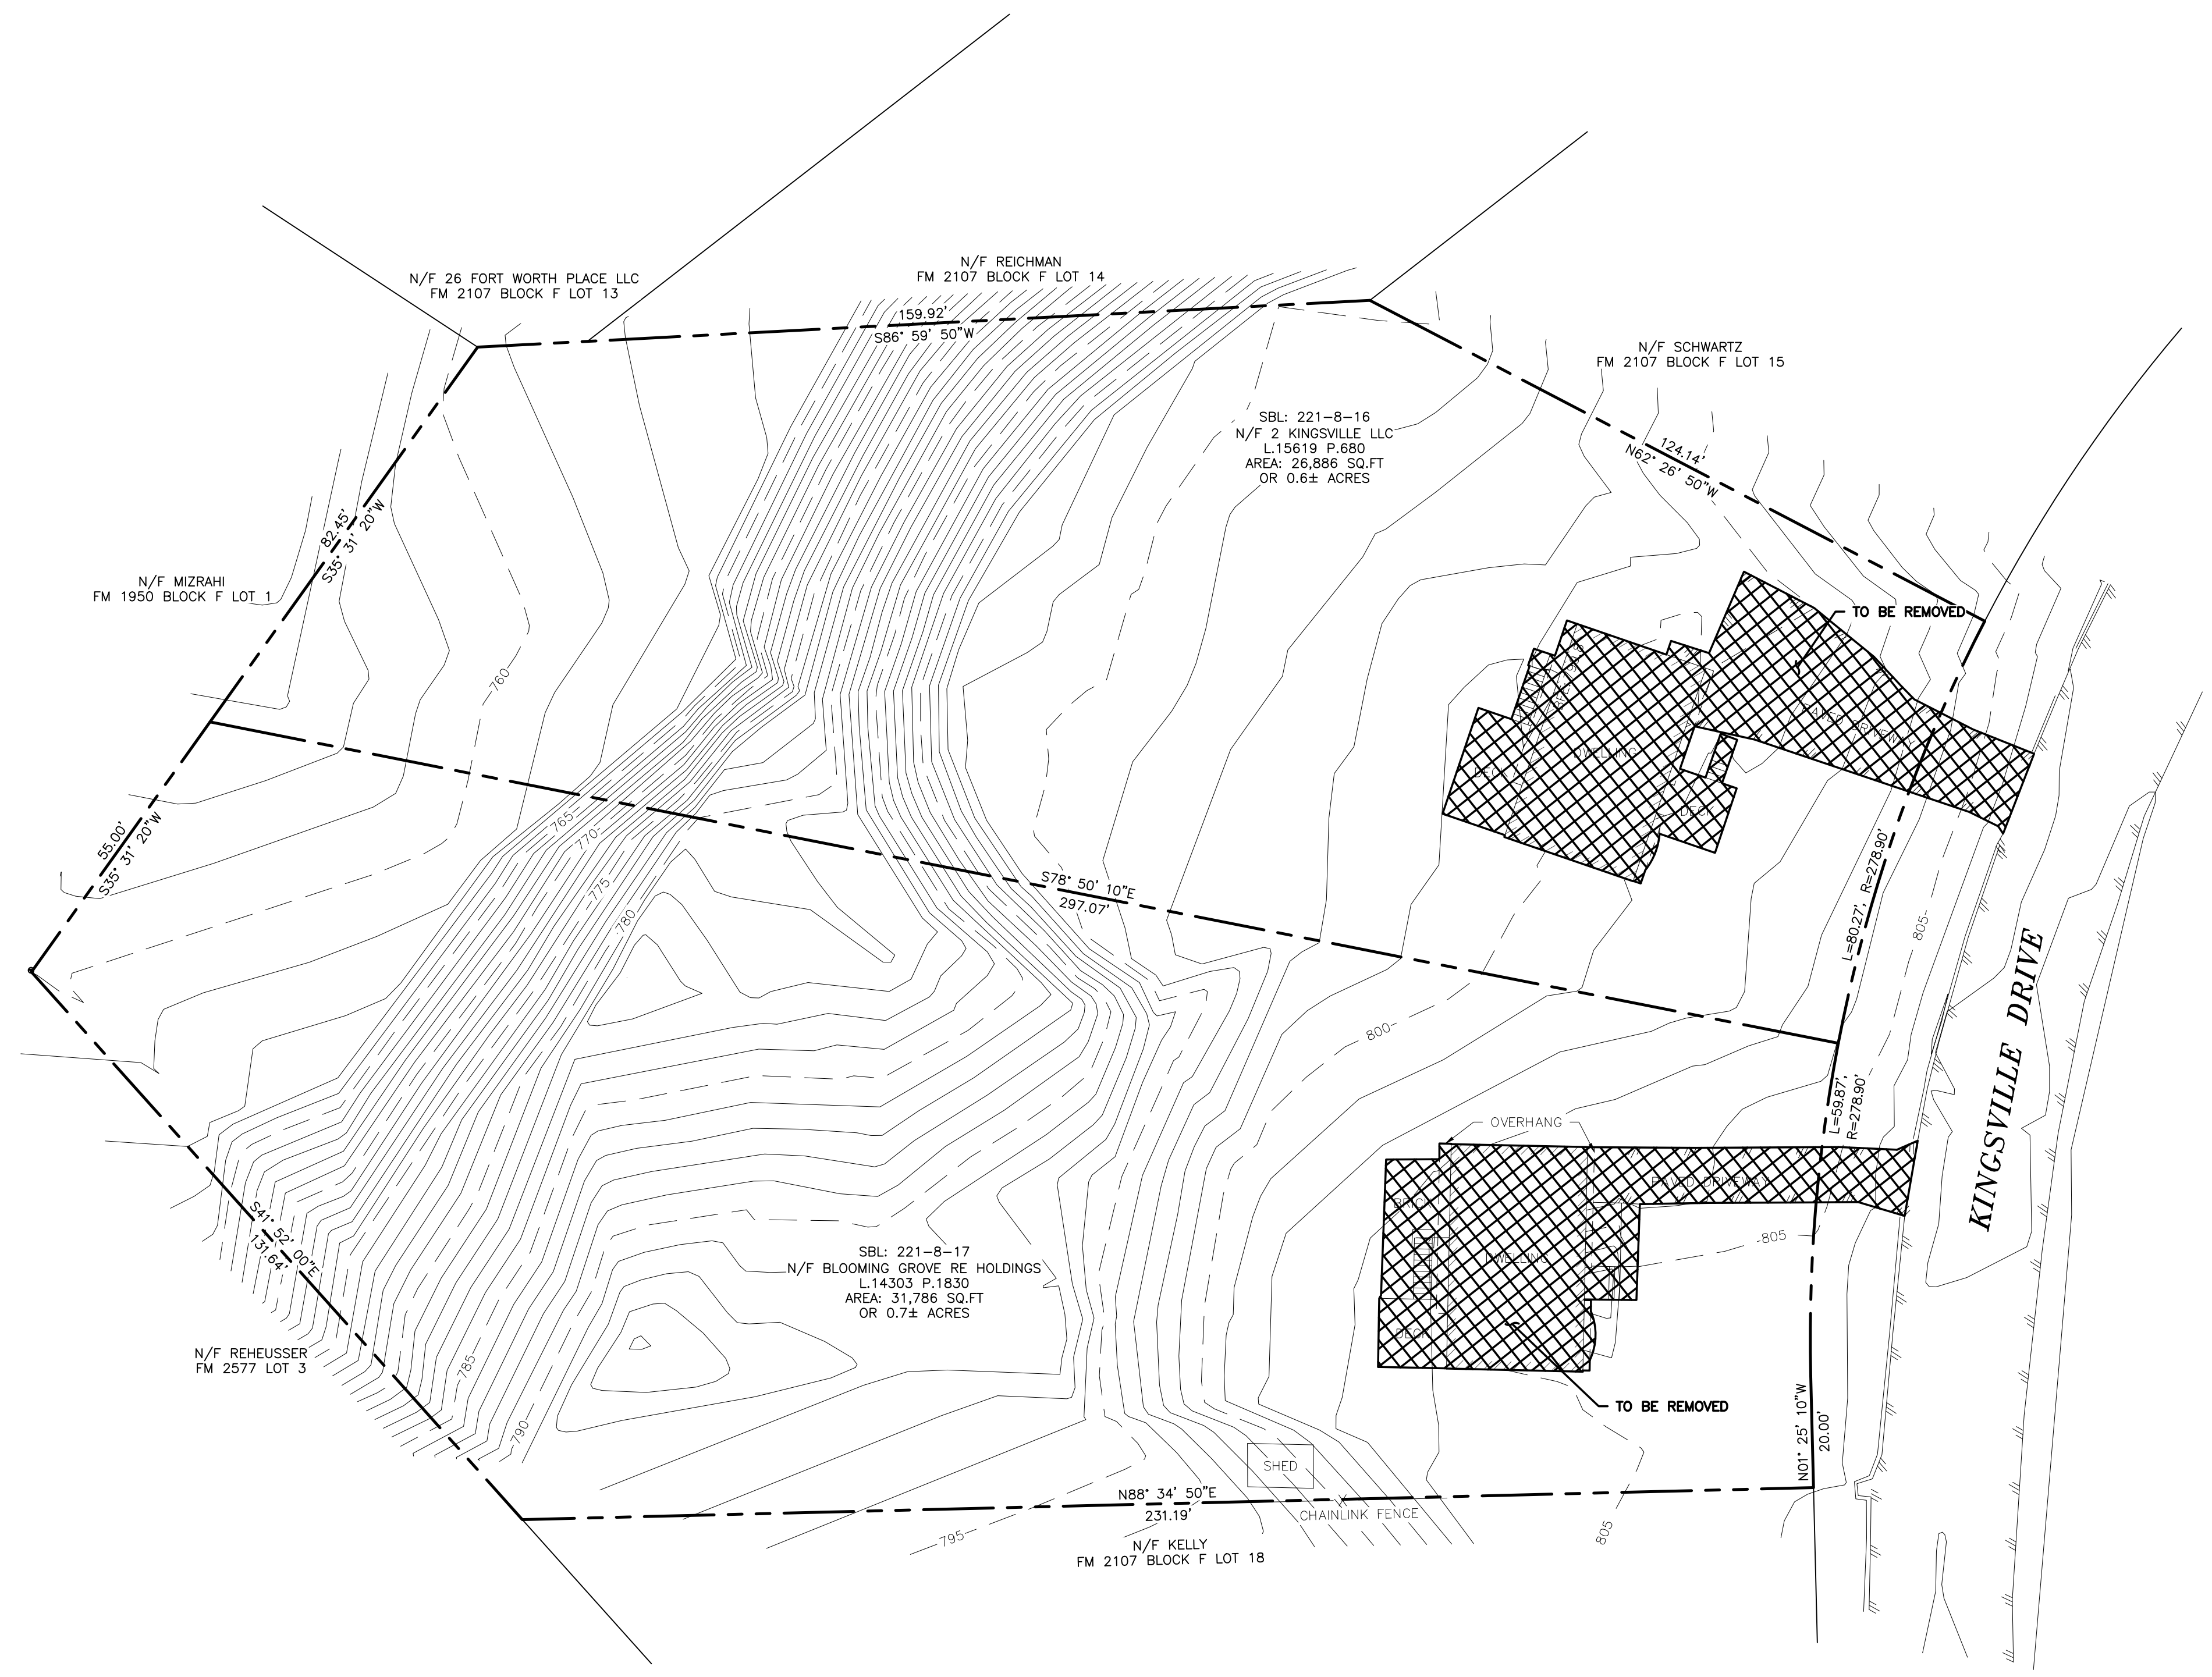 N/F 26 FORT WORTH PLACE LLC
FM 2107 BLOCK F LOT 13
N/F REICHMAN
FM 2107 BLOCK F LOT 14
159.92'
S86° 59' 50"W
N/F SCHWARTZ
FM 2107 BLOCK F LOT 15
124.14'
N62° 26' 50"W
SBL: 221-8-16
N/F 2 KINGSVILLE LLC
L.15619 P.680
AREA: 26,886 SQ.FT
OR 0.6± ACRES
82.45'
S35° 31' 20"W
N/F MIZRAHI
FM 1950 BLOCK F LOT 1
TO BE REMOVED
760
PAVED DRIVEWAY
DWELLING
DECK
DECK
765
770
775
780
55.00'
S35° 31' 20"W
S78° 50' 10"E
297.07'
L=80.27', R=278.90'
805
KINGSVILLE DRIVE
800
L=59.87',
R=278.90'
OVERHANG
PAVED DRIVEWAY
BRICK
DWELLING
DECK
805
S41° 52' 00"E
131.64'
SBL: 221-8-17
N/F BLOOMING GROVE RE HOLDINGS
L.14303 P.1830
AREA: 31,786 SQ.FT
OR 0.7± ACRES
N/F REHEUSSER
FM 2577 LOT 3
785
790
TO BE REMOVED
N01° 25' 10"W
20.00'
SHED
N88° 34' 50"E
231.19'
CHAINLINK FENCE
795
805
N/F KELLY
FM 2107 BLOCK F LOT 18